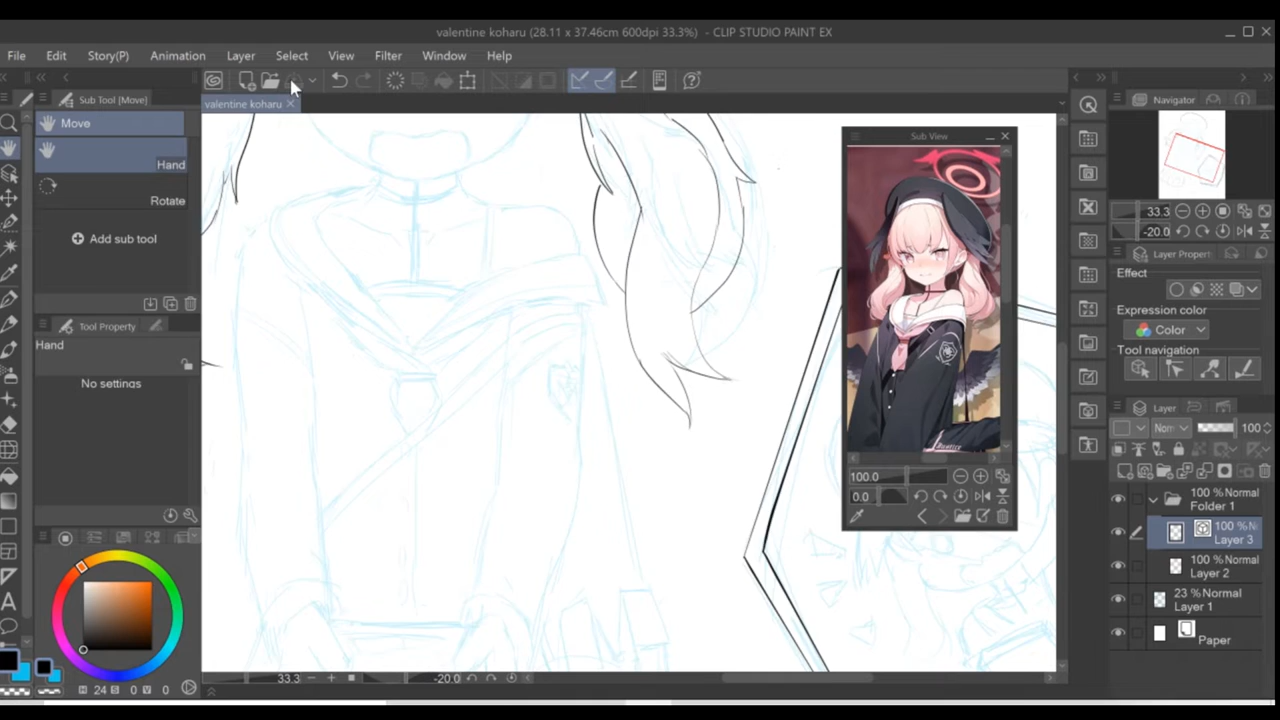 valentine koharu (28.11 x 37.46cm 600dpi 33.3%) - CLIP STUDIO PAINT EX
File Edit Story(P) Animation Layer Select View Filter Window Help
Sub Tool [Move]
valentine koharu
Move
Hand
Rotate
Add sub tool
Tool Property
Hand
No settings
H 24 S 0 V 0
33.3
-20.0
Sub View
100.0
0.0
Navigator
33.3
-20.0
Layer Propert
Effect
Expression color
Color
Tool navigation
Layer
Nom
100
100 % Normal
Folder 1
100 % N
Layer 3
100 % Normal
Layer 2
23 % Normal
Layer 1
Paper